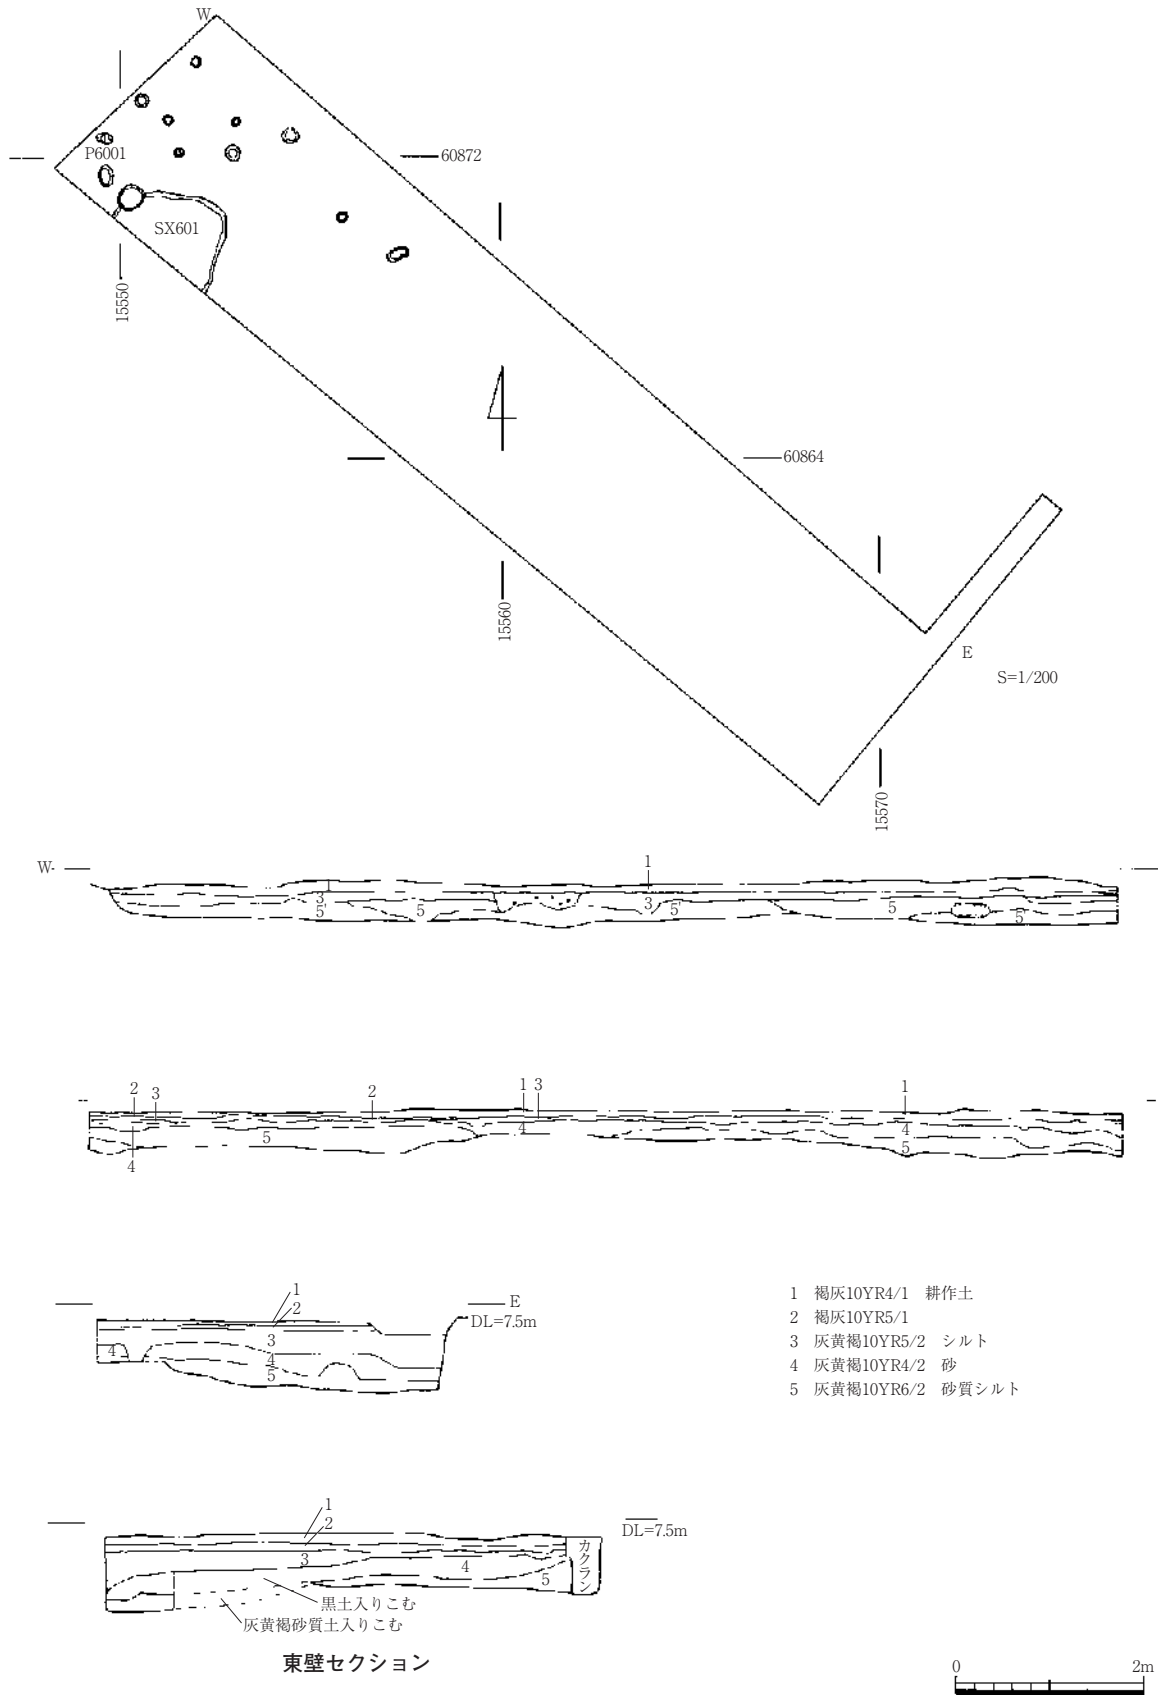 W
P6001
60872
SX601
15550
60864
15560
E
S=1/200
15570
W
1
3
5
5
3
5
5
5
2 3
2
1 3
1
4
4
5
5
4
1
2
E
DL=7.5m
3
4
4
5
1 褐灰10YR4/1 耕作土
2 褐灰10YR5/1
3 灰黄褐10YR5/2 シルト
4 灰黄褐10YR4/2 砂
5 灰黄褐10YR6/2 砂質シルト
1
2
DL=7.5m
カクラン
3
4
5
黒土入りこむ
灰黄褐砂質土入りこむ
東壁セクション
0 2m